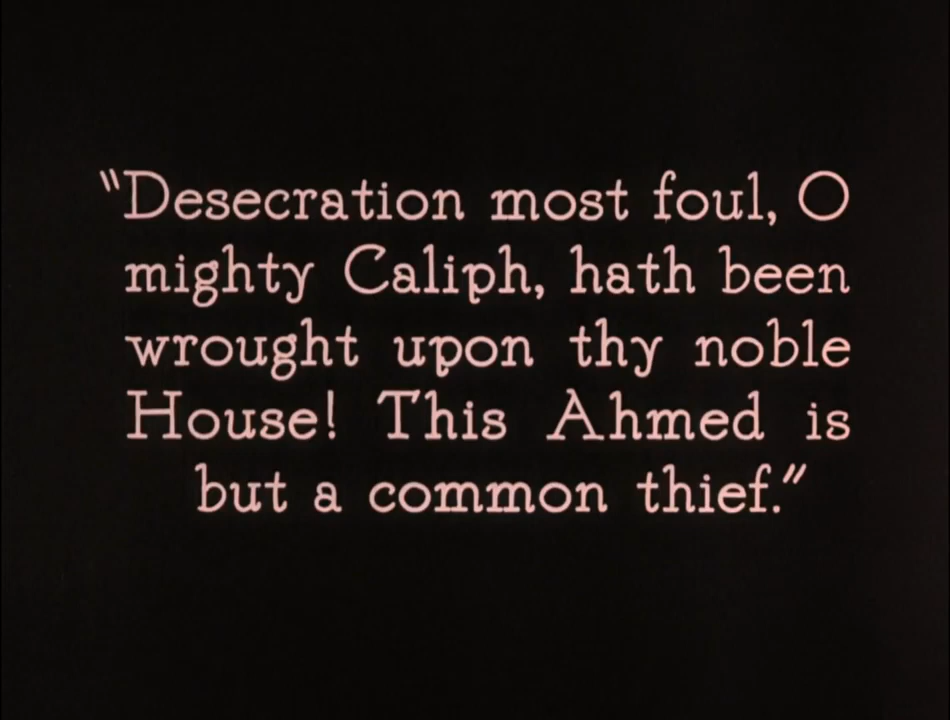 "Desecration most foul, O
mighty Caliph, hath been
wrought upon thy noble
House! This Ahmed is
but a common thief."